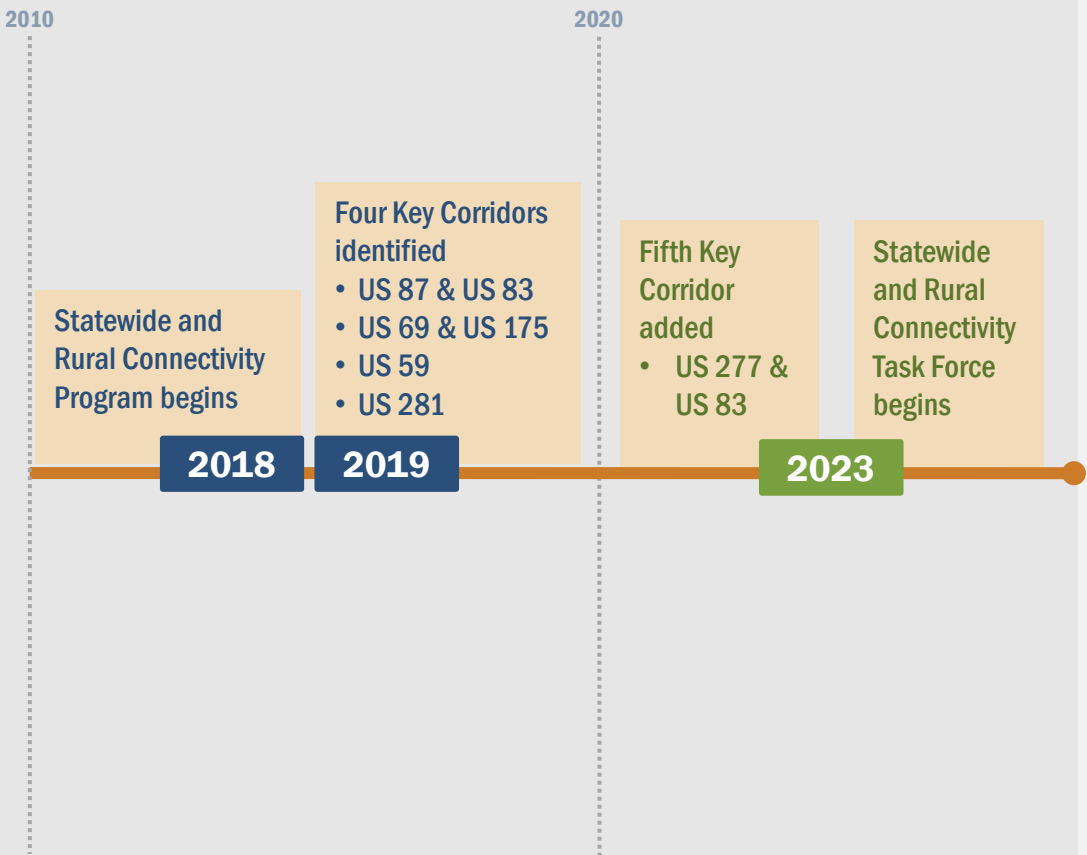 2010
2020
Statewide and
Rural Connectivity
Program begins
2018
Four Key Corridors
identified
• US 87 & US 83
• US 69 & US 175
• US 59
• US 281
2019
Fifth Key
Corridor
added
• US 277 &
US 83
Statewide
and Rural
Connectivity
Task Force
begins
2023